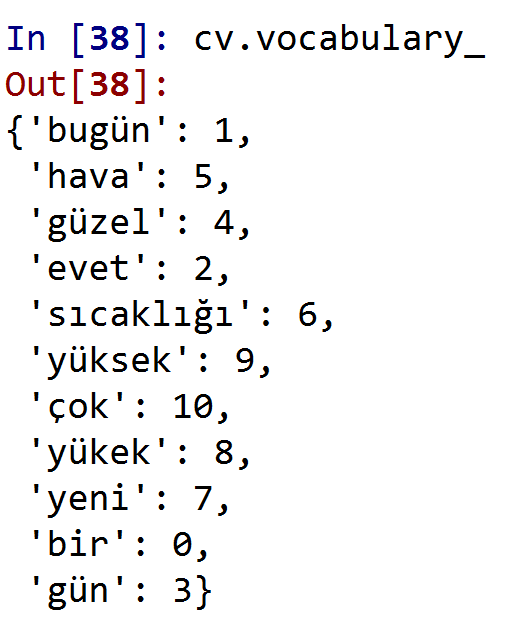 In [38]: cv.vocabulary_
Out[38]:
{'bugün': 1,
'hava': 5,
'güzel': 4,
'evet': 2,
'sıcaklığı': 6,
'yüksek': 9,
'çok': 10,
'yükek': 8,
'yeni': 7,
'bir': 0,
'gün': 3}